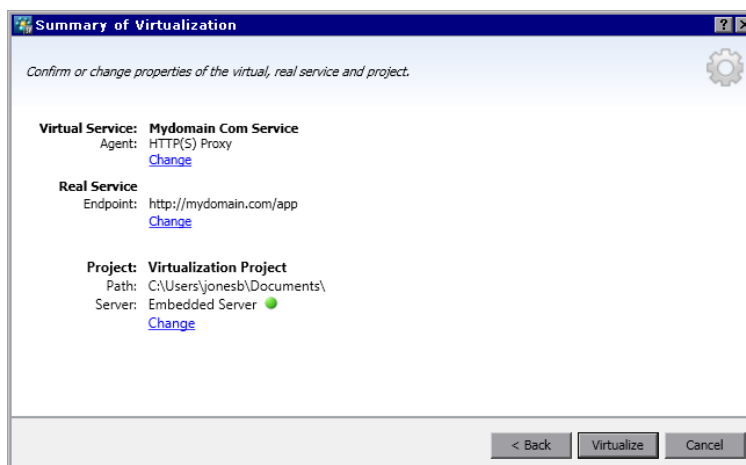 Summary of Virtualization
Confirm or change properties of the virtual, real service and project.
Virtual Service: Mydomain Com Service
Agent: HTTP(S) Proxy
Change
Real Service
Endpoint: http://mydomain.com/app
Change
Project: Virtualization Project
Path: C:\Users\jonesb\Documents\
Server: Embedded Server
Change
< Back Virtualize Cancel